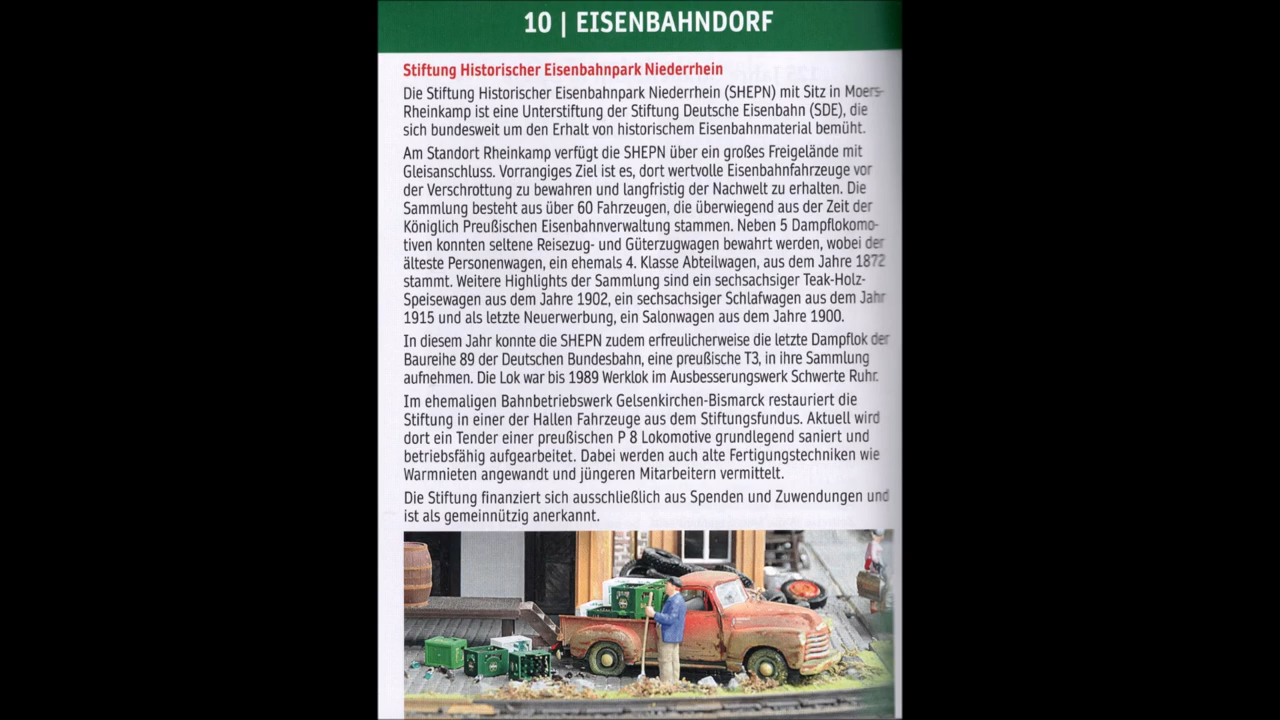 10 | EISENBAHNDORF
Stiftung Historischer Eisenbahnpark Niederrhein
Die Stiftung Historischer Eisenbahnpark Niederrhein (SHEPN) mit Sitz in Moers-
Rheinkamp ist eine Unterstiftung der Stiftung Deutsche Eisenbahn (SDE), die
sich bundesweit um den Erhalt von historischem Eisenbahnmaterial bemüht.
Am Standort Rheinkamp verfügt die SHEPN über ein großes Freigelände mit
Gleisanschluss. Vorrangiges Ziel ist es, dort wertvolle Eisenbahnfahrzeuge vor
der Verschrottung zu bewahren und langfristig der Nachwelt zu erhalten. Die
Sammlung besteht aus über 60 Fahrzeugen, die überwiegend aus der Zeit der
Königlich Preußischen Eisenbahnverwaltung stammen. Neben 5 Dampflokomo-
tiven konnten seltene Reisezug- und Güterzugwagen bewahrt werden, wobei der
älteste Personenwagen, ein ehemals 4. Klasse Abteilwagen, aus dem Jahre 1872
stammt. Weitere Highlights der Sammlung sind ein sechsachsiger Teak-Holz-
Speisewagen aus dem Jahre 1902, ein sechsachsiger Schlafwagen aus dem Jahr
1915 und als letzte Neuerwerbung, ein Salonwagen aus dem Jahre 1900.
In diesem Jahr konnte die SHEPN zudem erfreulicherweise die letzte Dampflok der
Baureihe 89 der Deutschen Bundesbahn, eine preußische T3, in ihre Sammlung
aufnehmen. Die Lok war bis 1989 Werklok im Ausbesserungswerk Schwerte Ruhr.
Im ehemaligen Bahnbetriebswerk Gelsenkirchen-Bismarck restauriert die
Stiftung in einer der Hallen Fahrzeuge aus dem Stiftungsfundus. Aktuell wird
dort ein Tender einer preußischen P 8 Lokomotive grundlegend saniert und
betriebsfähig aufgearbeitet. Dabei werden auch alte Fertigungstechniken wie
Warmnieten angewandt und jüngeren Mitarbeitern vermittelt.
Die Stiftung finanziert sich ausschließlich aus Spenden und Zuwendungen und
ist als gemeinnützig anerkannt.